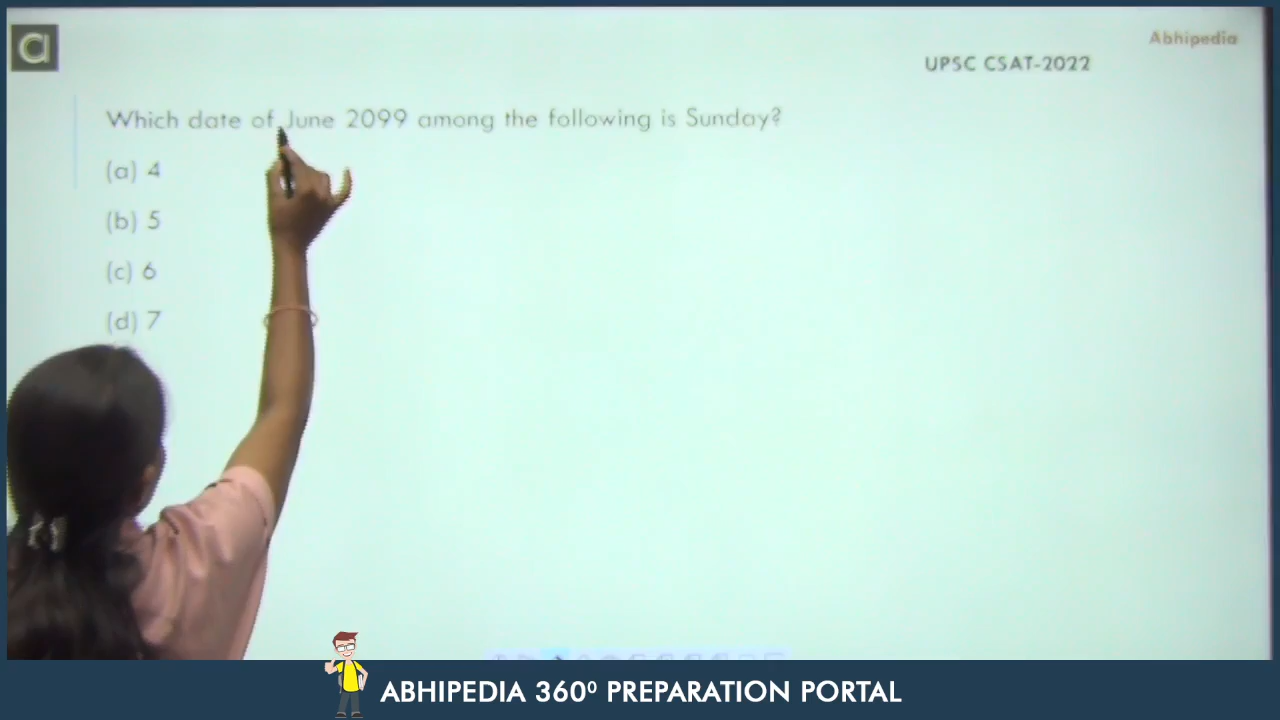 a
Abhipedia
UPSC CSAT-2022
Which date of June 2099 among the following is Sunday?
(a) 4
(b) 5
(c) 6
(d) 7
ABHIPEDIA 360⁰ PREPARATION PORTAL